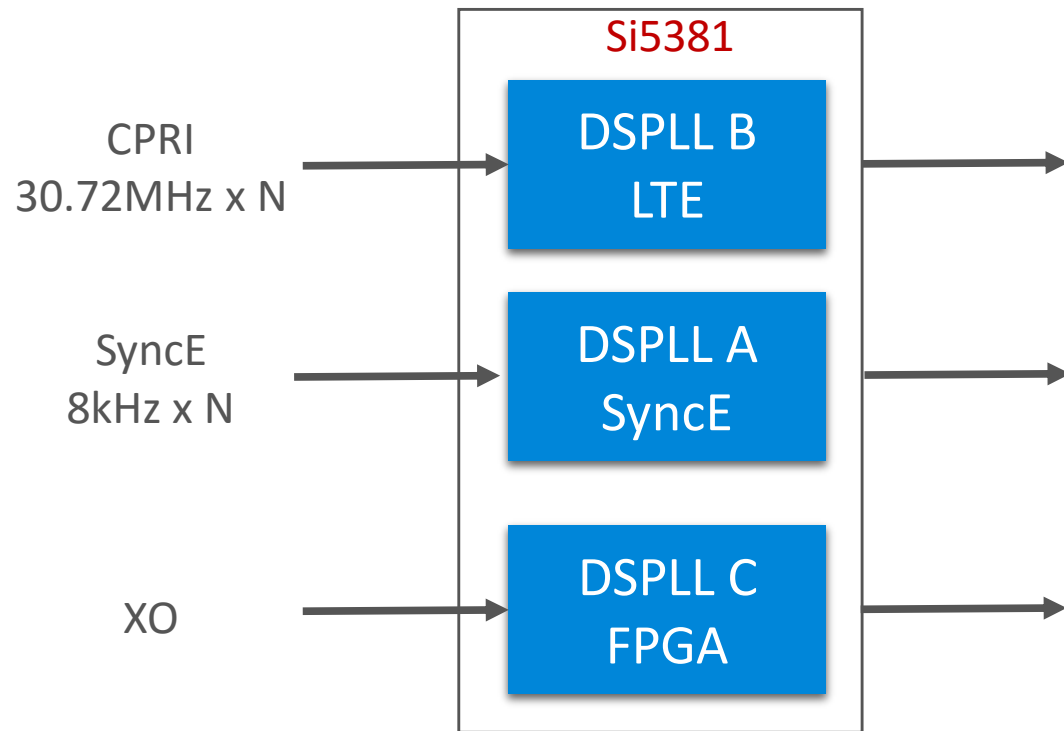 Si5381
CPRI
30.72MHz x N
DSPLL B
LTE
SyncE
8kHz x N
DSPLL A
SyncE
XO
DSPLL C
FPGA